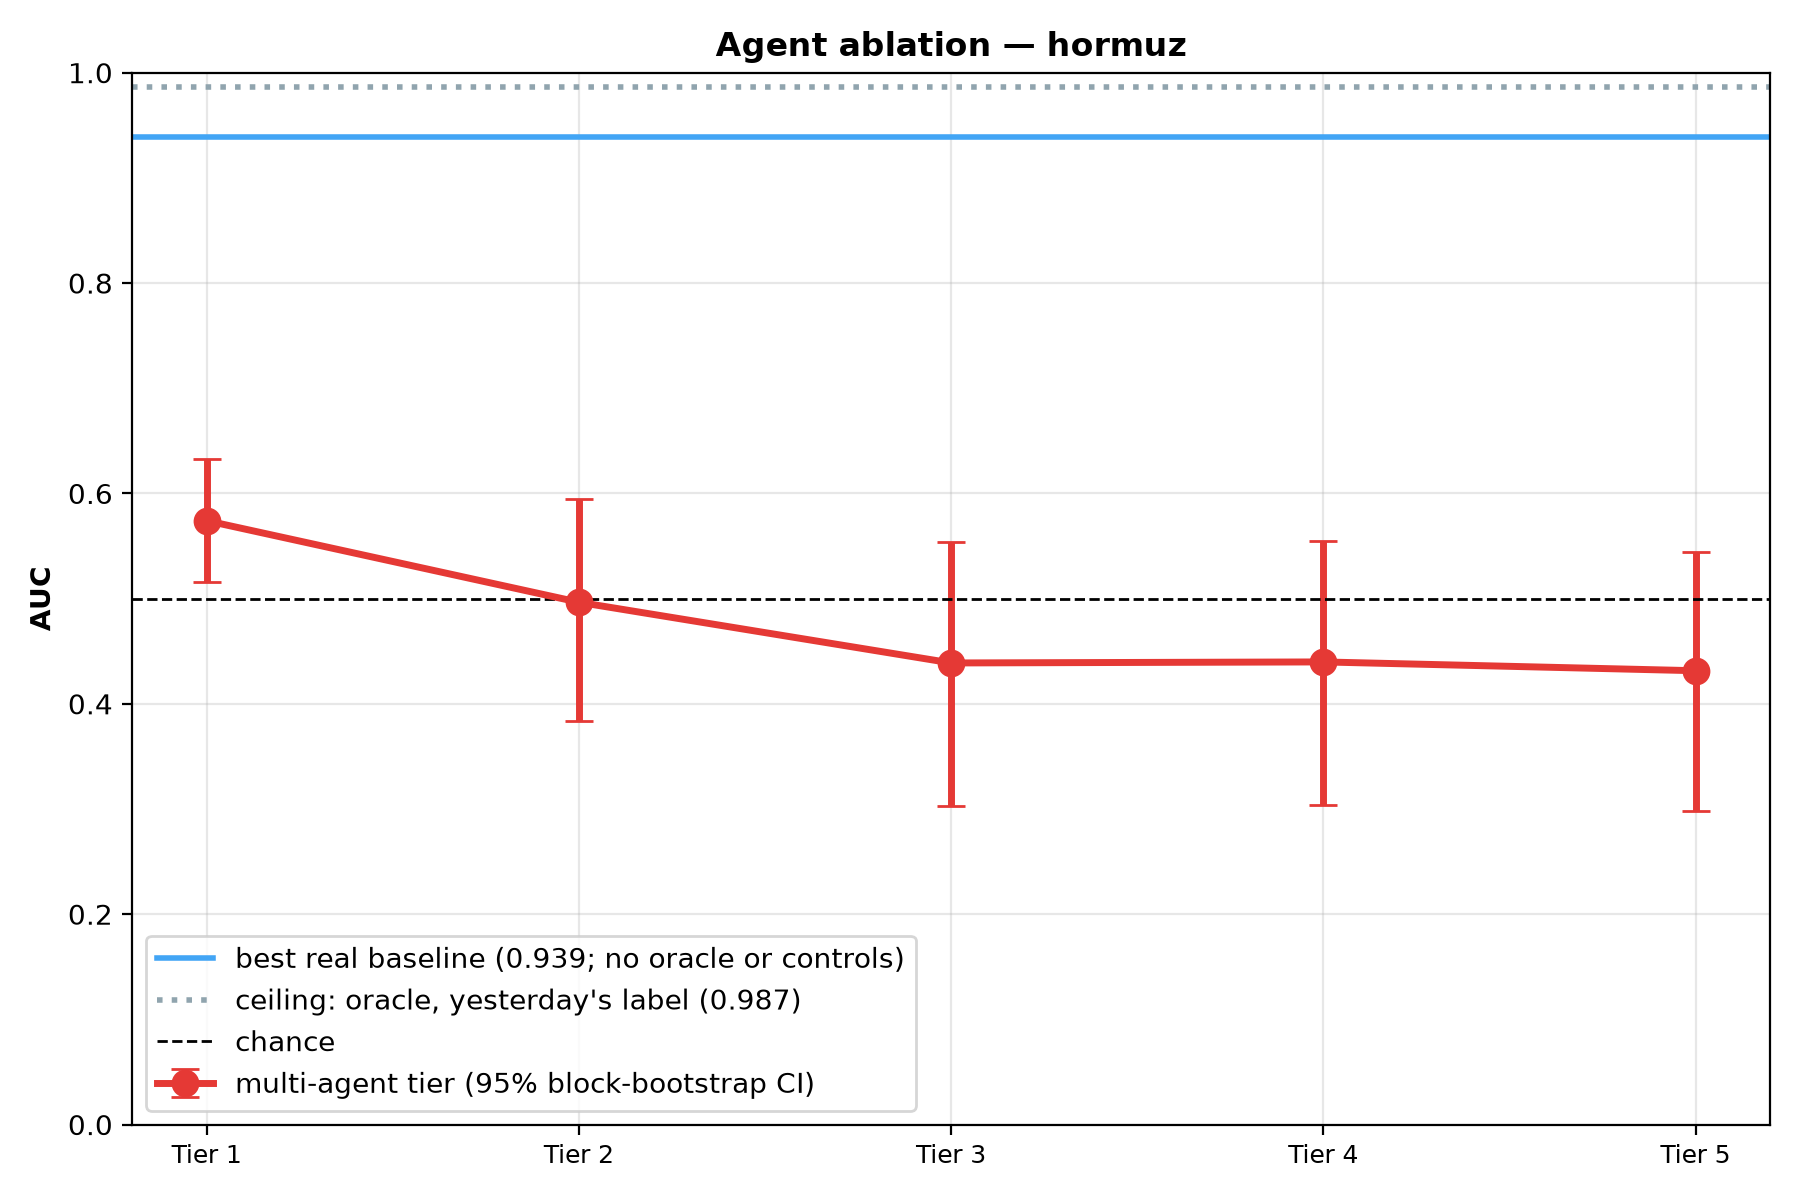 Agent ablation — hormuz
1.0
0.8
0.6
0.4
0.2
0.0
AUC
best real baseline (0.939; no oracle or controls)
ceiling: oracle, yesterday's label (0.987)
chance
multi-agent tier (95% block-bootstrap CI)
Tier 1
Tier 2
Tier 3
Tier 4
Tier 5